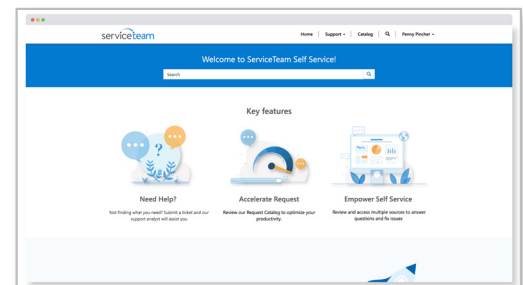 serviceteam
Home | Support | Catalog | Penny Pincher
Welcome to ServiceTeam Self Service!
Search
Key features
?
Need Help?
Not finding what you need? Submit a ticket and our
support analyst will assist you.
Accelerate Request
Review our Request Catalog to optimize your
productivity.
Empower Self Service
Review and access multiple sources to answer
questions and fix issues